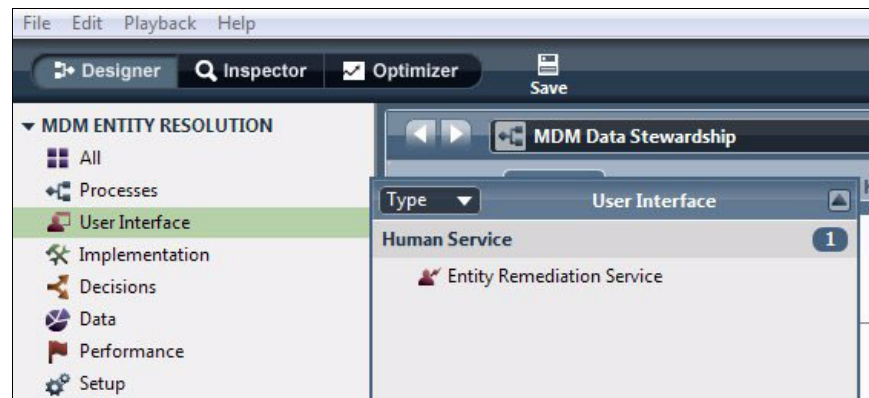 File Edit Playback Help
Designer Inspector Optimizer
Save
MDM ENTITY RESOLUTION
All
Processes
User Interface
Implementation
Decisions
Data
Performance
Setup
MDM Data Stewardship
Type User Interface
Human Service 1
Entity Remediation Service